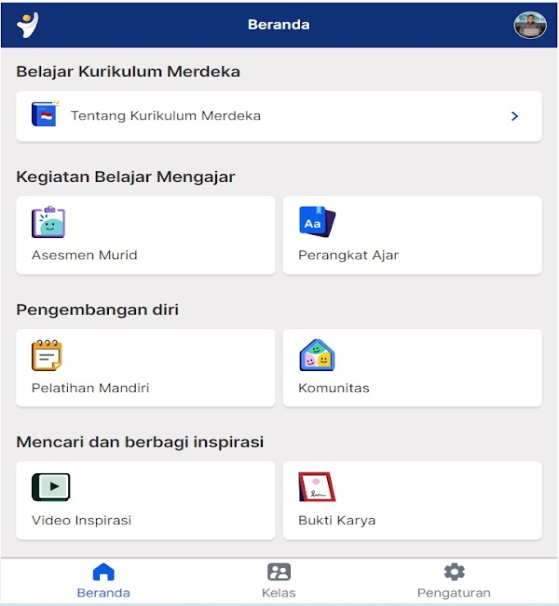 Beranda
Belajar Kurikulum Merdeka
Tentang Kurikulum Merdeka
Kegiatan Belajar Mengajar
Asesmen Murid
Aa
Perangkat Ajar
Pengembangan diri
Pelatihan Mandiri
Komunitas
Mencari dan berbagi inspirasi
Video Inspirasi
Bukti Karya
Beranda
Kelas
Pengaturan